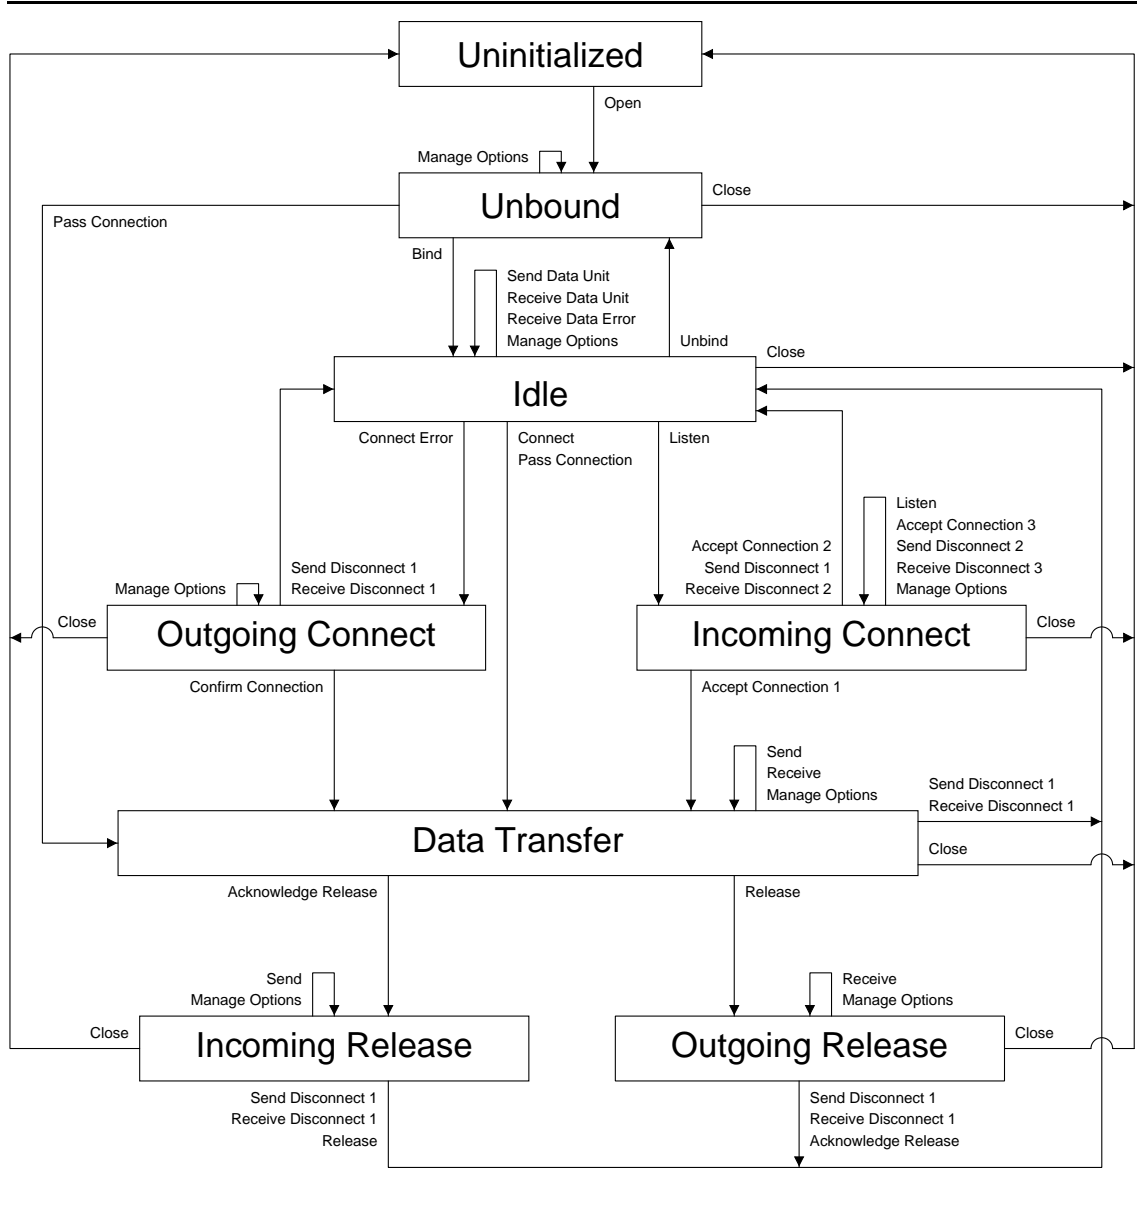 Uninitialized
Open
Manage Options
Unbound
Close
Pass Connection
Bind
Send Data Unit
Receive Data Unit
Receive Data Error
Manage Options
Unbind
Close
Idle
Connect Error
Connect
Pass Connection
Listen
Listen
Accept Connection 3
Send Disconnect 2
Receive Disconnect 3
Manage Options
Accept Connection 2
Send Disconnect 1
Receive Disconnect 2
Send Disconnect 1
Receive Disconnect 1
Manage Options
Close
Outgoing Connect
Incoming Connect
Close
Confirm Connection
Accept Connection 1
Send
Receive
Manage Options
Send Disconnect 1
Receive Disconnect 1
Data Transfer
Close
Acknowledge Release
Release
Send
Manage Options
Receive
Manage Options
Close
Incoming Release
Outgoing Release
Close
Send Disconnect 1
Receive Disconnect 1
Release
Send Disconnect 1
Receive Disconnect 1
Acknowledge Release